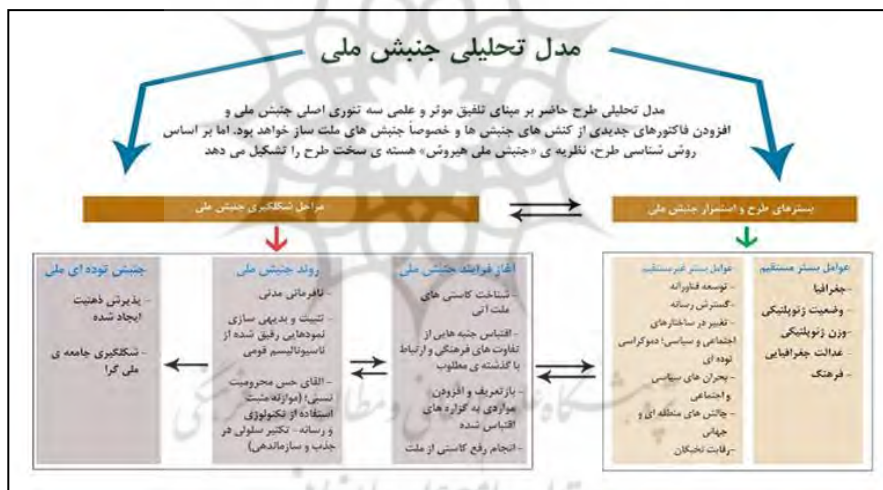 مدل تحلیلی جنبش ملی
مدل تحلیلی طرح حاضر بر مبنای تلفیق موثر و علمی سه تئوری اصلی جنبش ملی و
افزودن فاکتورهای جدیدی از کنش های جنبش ها و خصوصاً جنبش های ملت ساز خواهد بود. اما بر اساس
روش شناسی طرح، نظریه ی «جنبش ملی هیروش» هسته ی سخت طرح را تشکیل می دهد
بسترهای طرح و استمرار جنبش ملی
مراحل شکلگیری جنبش ملی
عوامل بستر مستقیم
-جغرافیا
-وضعیت ژئوپلتیکی
-وزن ژئوپلتیکی
-عدالت جغرافیایی
-فرهنگ
عوامل بستر غیر مستقیم
-توسعه فناورانه
-گسترش رسانه
-تغییر در ساختارهای
اجتماعی و سیاسی؛ دموکراسی
توده ای
-بحران های سیاسی
و اجتماعی
-چالش های منطقه ای و
جهانی
-رقابت نخبگان
آغاز فرایند جنبش ملی
-شناخت کاستی های
ملت آتی
-اقتباس جنبه هایی از
تفاوت های فرهنگی و ارتباط
با گذشته ی مطلوب
-بازتعریف و افزودن
مواردی به گزاره های
اقتباس شده
-انجام رفع کاستی از ملت
روند جنبش ملی
-نافرمانی مدنی
-تثبیت و بدیهی سازی
نمودهایی رقیق شده از
ناسیونالیسم قومی
-القای حس محرومیت
نسبی؛ (موازنه مثبت
استفاده از تکنولوژی
و رسانه- تکثیر سلولی در
جذب و سازماندهی)
جنبش توده ای ملی
-پذیرش ذهنیت
ایجاد شده
-شکلگیری جامعه ی
ملی گرا